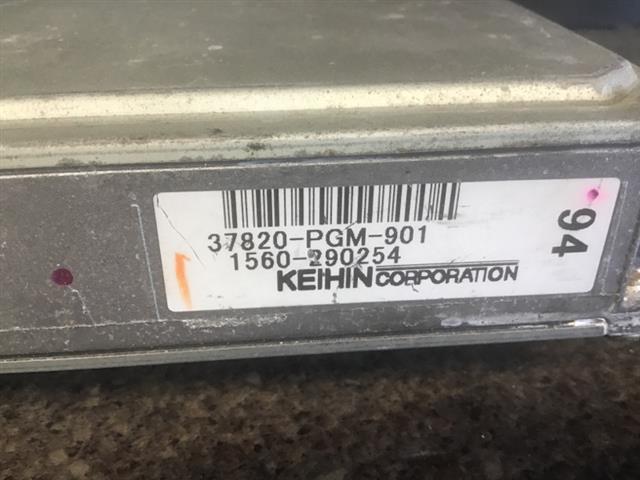 37820-PGM-901
1560-290254
KEIHIN CORPORATION
94